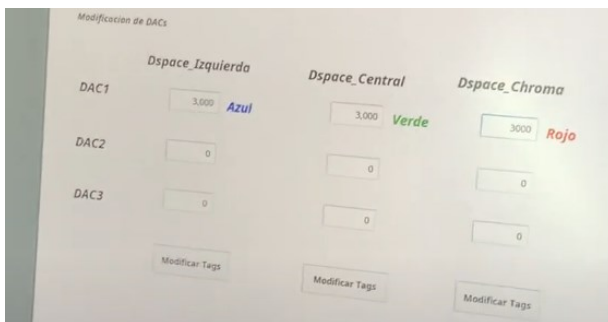 Modificacion de DACs
Dspace_Izquierda Dspace_Central Dspace_Chroma
DAC1 3,000 Azul 3,000 Verde 3000 Rojo
DAC2 0 0 0
DAC3 0 0 0
Modificar Tags Modificar Tags Modificar Tags